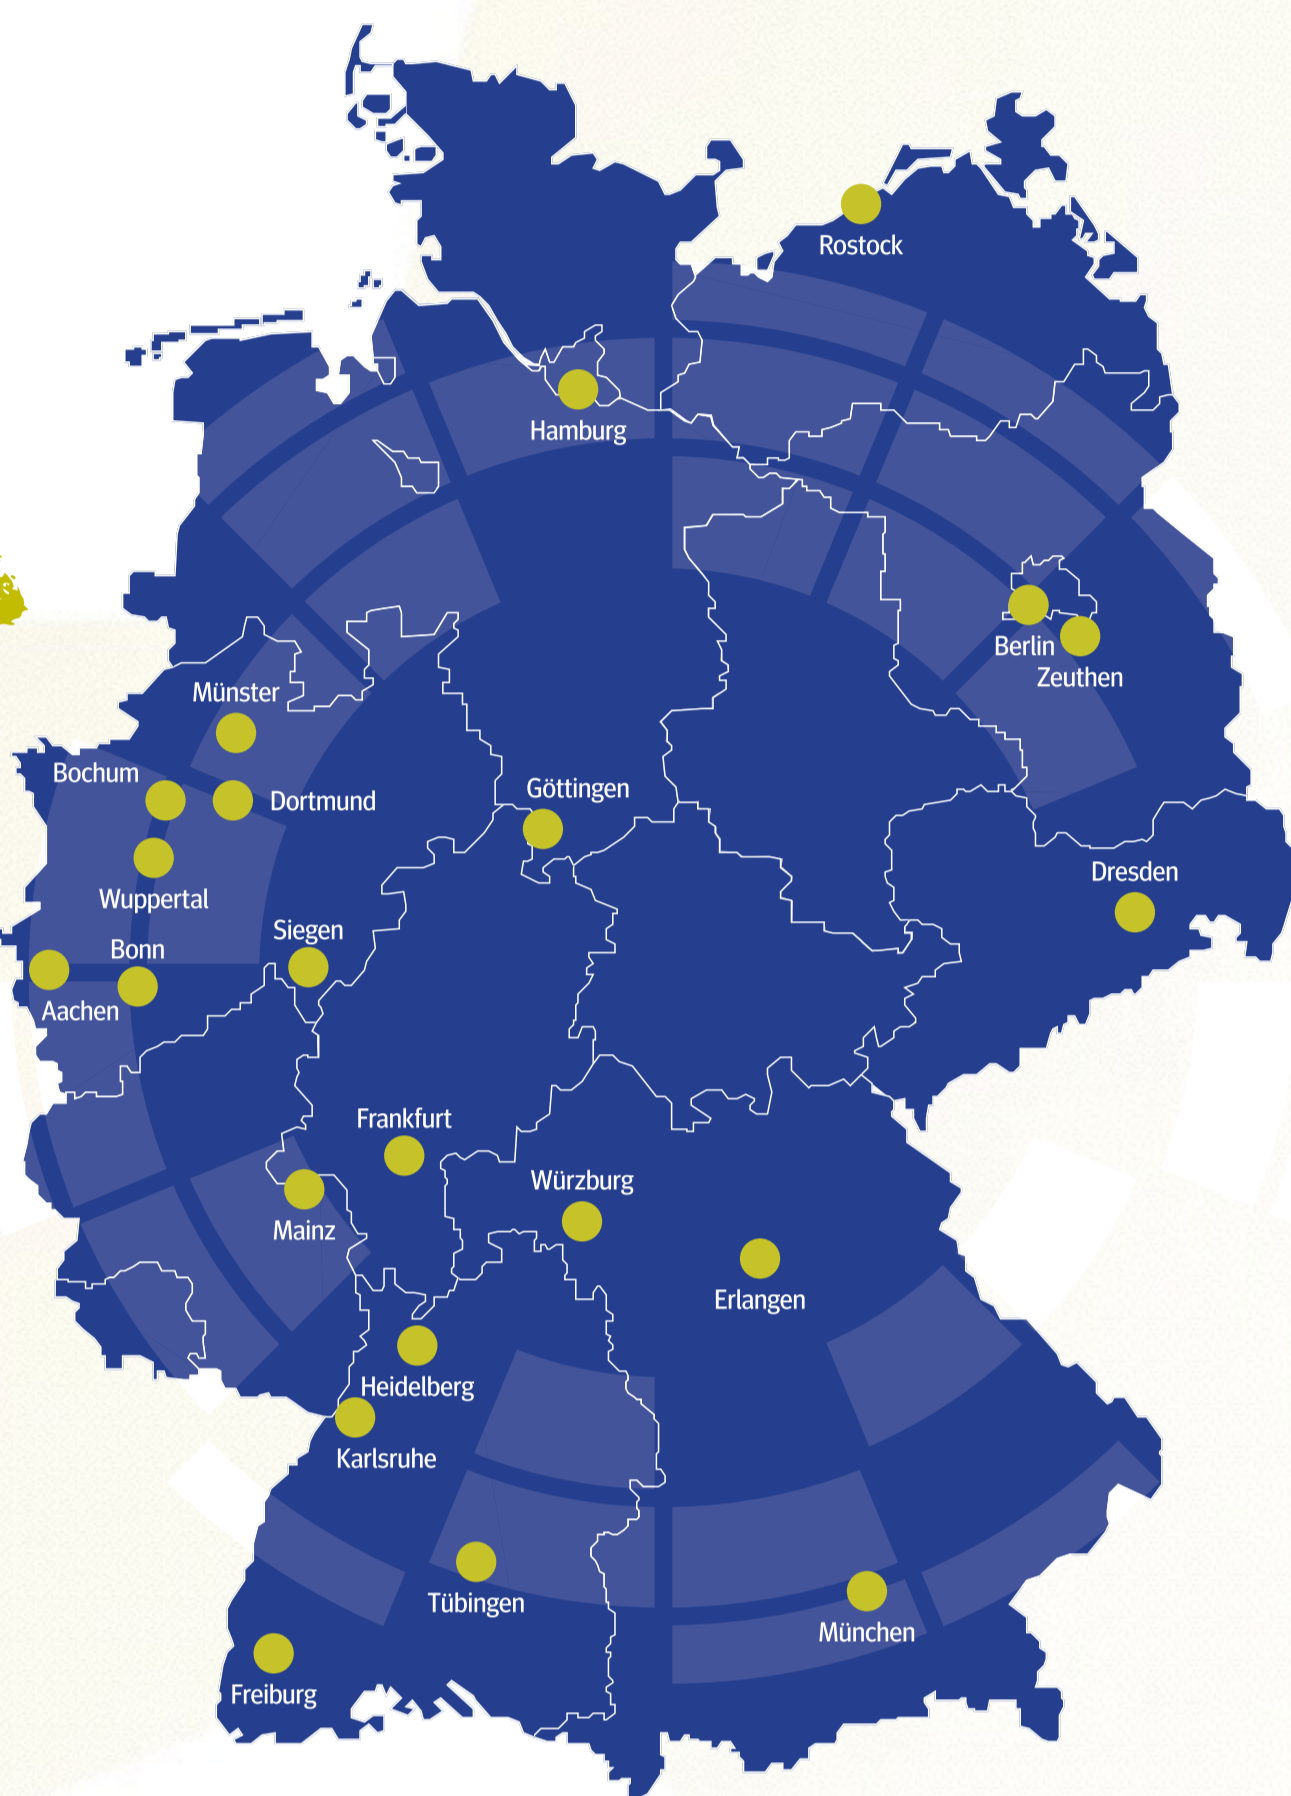 Rostock
Hamburg
Berlin
Zeuthen
Münster
Bochum
Göttingen
Dortmund
Dresden
Wuppertal
Siegen
Bonn
Aachen
Frankfurt
Würzburg
Mainz
Erlangen
Heidelberg
Karlsruhe
Tübingen
München
Freiburg